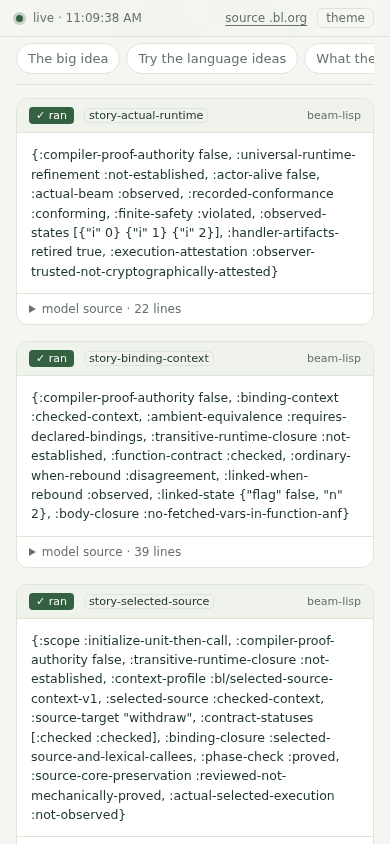 live · 11:09:38 AM
source .bl.org
theme
The big idea
Try the language ideas
What the
✓ ran
story-actual-runtime
beam-lisp
{:compiler-proof-authority false, :universal-runtime-
refinement :not-established, :actor-alive false,
:actual-beam :observed, :recorded-conformance
:conforming, :finite-safety :violated, :observed-
states [{"i" 0} {"i" 1} {"i" 2}], :handler-artifacts-
retired true, :execution-attestation :observer-
trusted-not-cryptographically-attested}
▶ model source · 22 lines
✓ ran
story-binding-context
beam-lisp
{:compiler-proof-authority false, :binding-context
:checked-context, :ambient-equivalence :requires-
declared-bindings, :transitive-runtime-closure :not-
established, :function-contract :checked, :ordinary-
when-rebound :disagreement, :linked-when-
rebound :observed, :linked-state {"flag" false, "n"
2}, :body-closure :no-fetched-vars-in-function-anf}
▶ model source · 39 lines
✓ ran
story-selected-source
beam-lisp
{:scope :initialize-unit-then-call, :compiler-proof-
authority false, :transitive-runtime-closure :not-
established, :context-profile :bl/selected-source-
context-v1, :selected-source :checked-context,
:source-target "withdraw", :contract-statuses
[:checked :checked], :binding-closure :selected-
source-and-lexical-callees, :phase-check :proved,
:source-core-preservation :reviewed-not-
mechanically-proved, :actual-selected-execution
:not-observed}